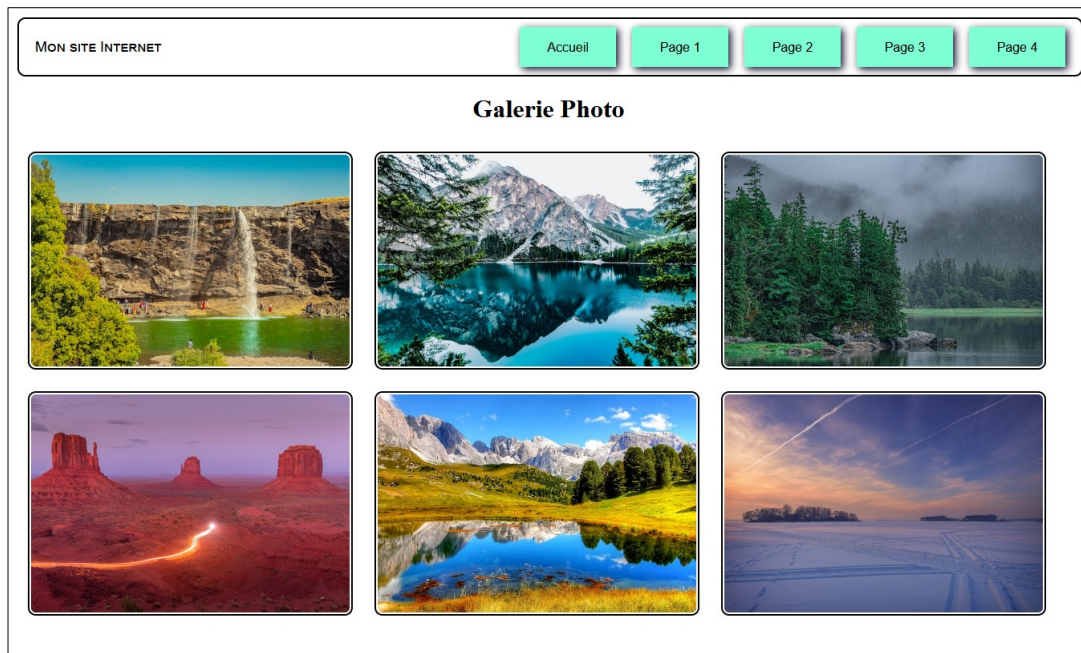 Mon site Internet
Accueil
Page 1
Page 2
Page 3
Page 4
Galerie Photo